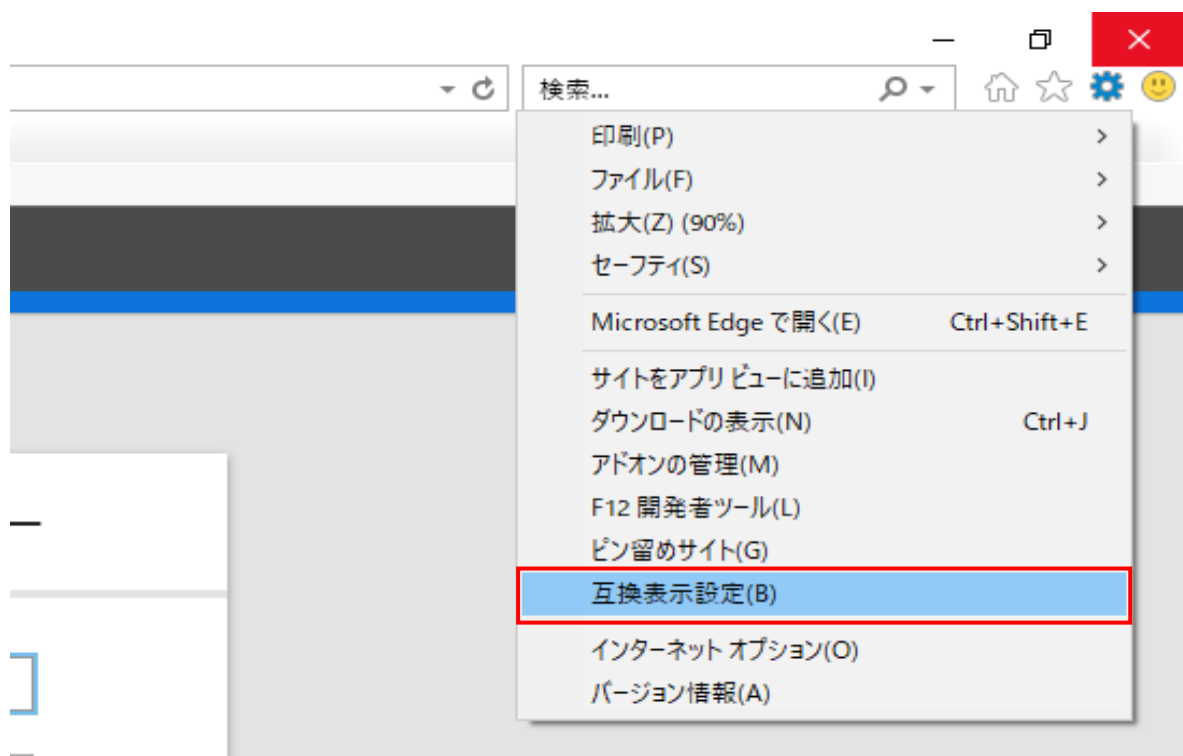 検索...
印刷(P)
ファイル(F)
拡大(Z) (90%)
セーフティ(S)
Microsoft Edge で開く(E) Ctrl+Shift+E
サイトをアプリ ビューに追加(I)
ダウンロードの表示(N) Ctrl+J
アドオンの管理(M)
F12 開発者ツール(L)
ピン留めサイト(G)
互換表示設定(B)
インターネット オプション(O)
バージョン情報(A)